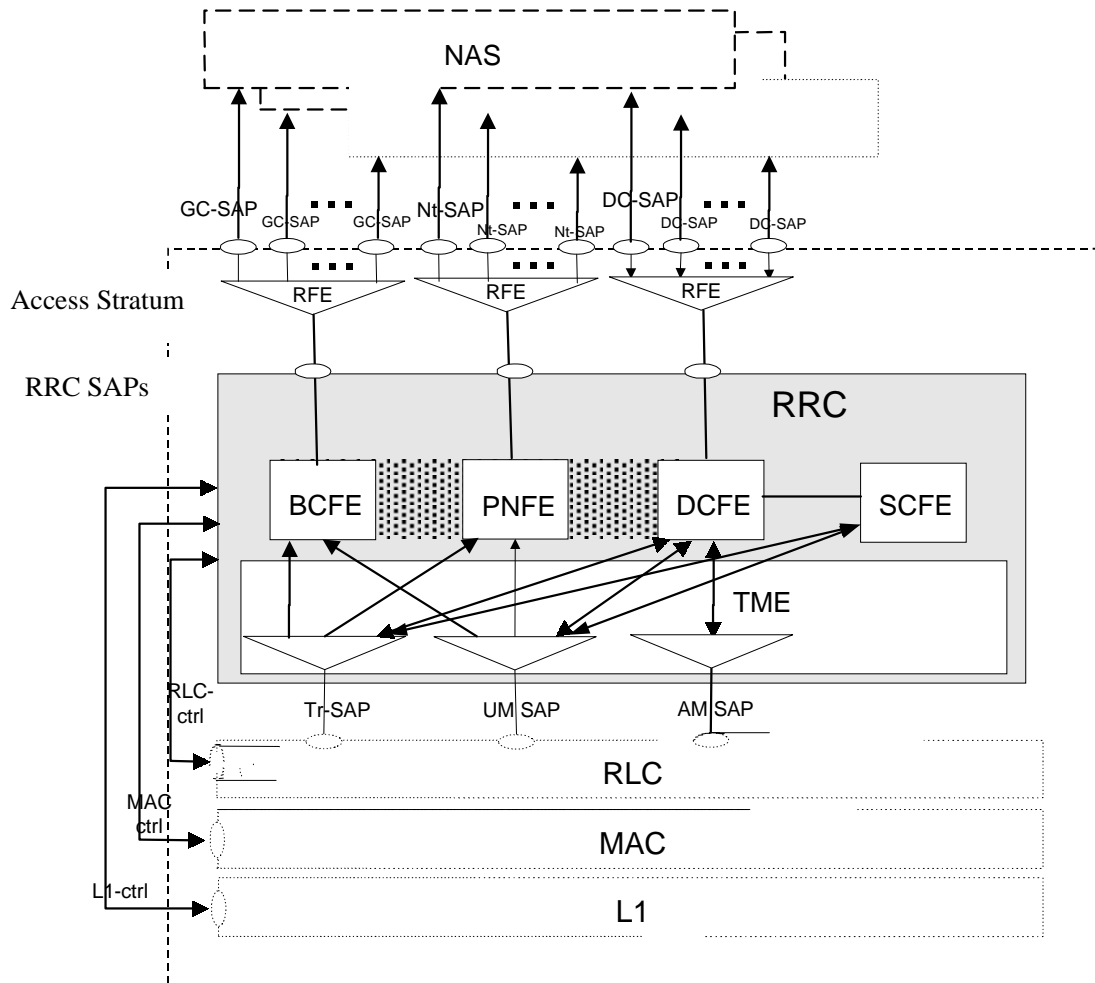 NAS
GC-SAP
GC-SAP
GC-SAP
Nt-SAP
Nt-SAP
Nt-SAP
DC-SAP
DC-SAP
DC-SAP
Access Stratum
RFE
RFE
RFE
RRC SAPs
RRC
BCFE
PNFE
DCFE
SCFE
TME
RLC-
ctrl
Tr-SAP
UM SAP
AM SAP
RLC
MAC
ctrl
MAC
L1-ctrl
L1